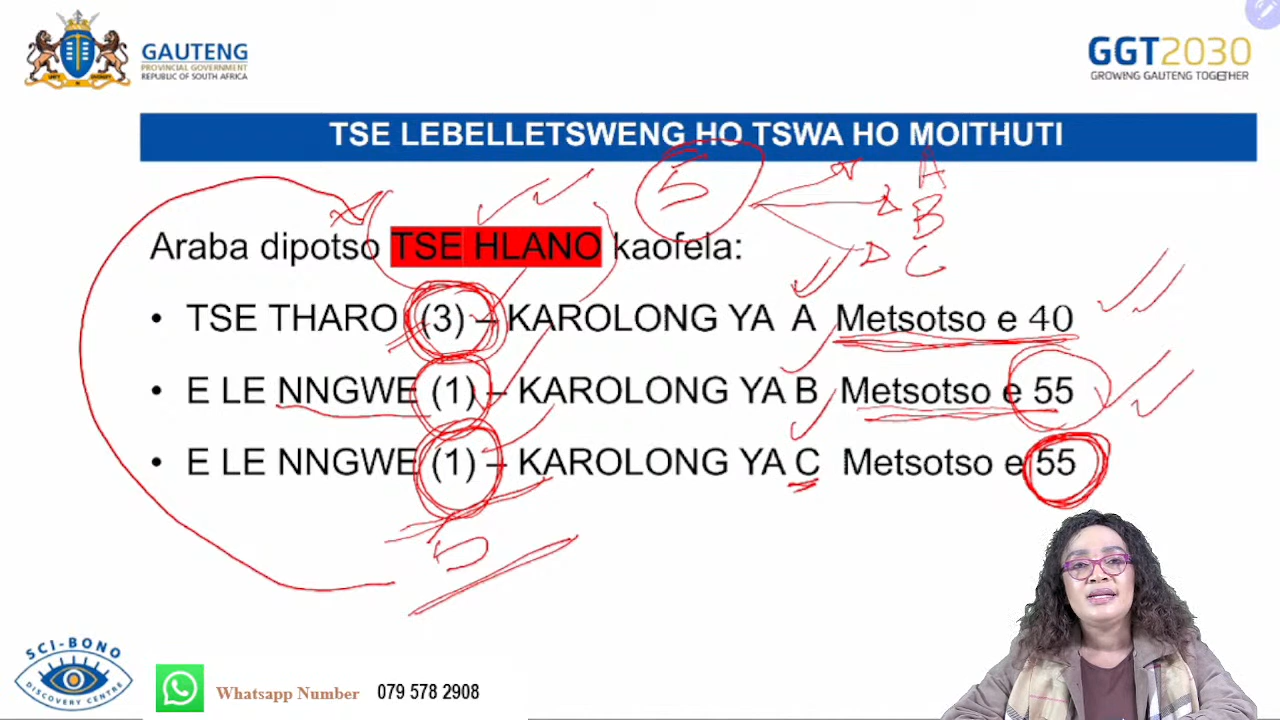 GAUTENG
PROVINCIAL GOVERNMENT
REPUBLIC OF SOUTH AFRICA
GGT2030
GROWING GAUTENG TOGETHER
TSE LEBELLETSWENG HO TSWA HO MOITHUTI
5
A
B
C
Araba dipotso TSE HLANO kaofela:
• TSE THARO (3) – KAROLONG YA A Metsotso e 40
• E LE NNGWE (1) – KAROLONG YA B Metsotso e 55
• E LE NNGWE (1) – KAROLONG YA C Metsotso e 55
5
SCI-BONO
DISCOVERY CENTRE
Whatsapp Number 079 578 2908